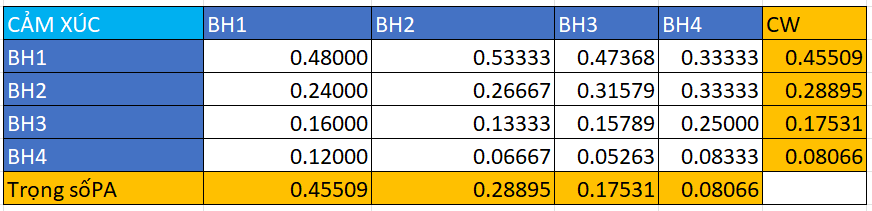 CẢM XÚC BH1 BH2 BH3 BH4 CW
BH1 0.48000 0.53333 0.47368 0.33333 0.45509
BH2 0.24000 0.26667 0.31579 0.33333 0.28895
BH3 0.16000 0.13333 0.15789 0.25000 0.17531
BH4 0.12000 0.06667 0.05263 0.08333 0.08066
Trọng sốPA 0.45509 0.28895 0.17531 0.08066